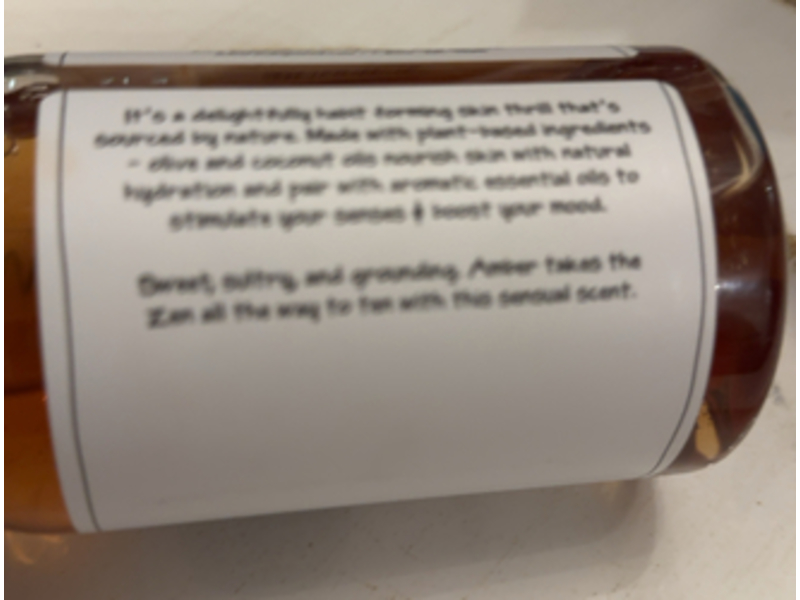 It's a delightfully habit forming skin thrill that's
sourced by nature. Made with plant-based ingredients
- olive and coconut oils nourish skin with natural
hydration and pair with aromatic essential oils to
stimulate your senses & boost your mood.
Sweet, sultry, and grounding. Amber takes the
Zen all the way to ten with this sensual scent.